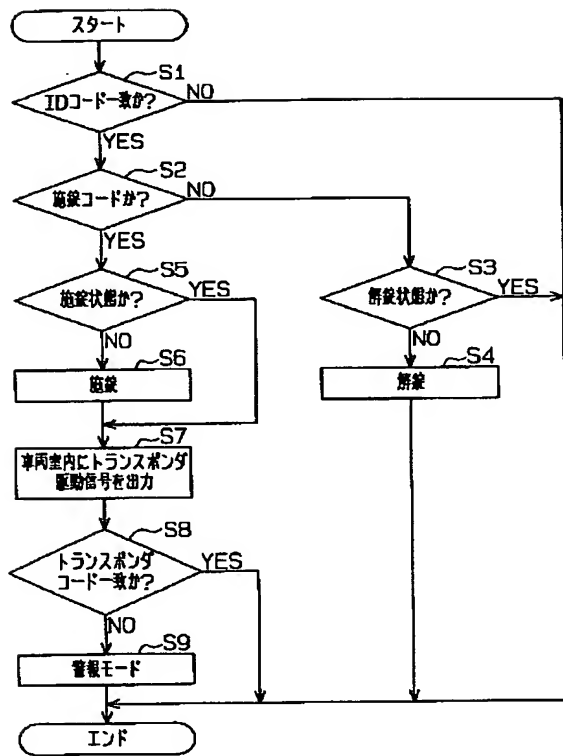 スタート
S1
IDコード一致か?
NO
YES
S2
施錠コードか?
NO
YES
S5
施錠状態か?
YES
NO
S3
解錠状態か?
YES
NO
S6
施錠
S4
解錠
S7
車両室内にトランスポンダ
駆動信号を出力
S8
トランスポンダ
コード一致か?
YES
NO
S9
警報モード
エンド